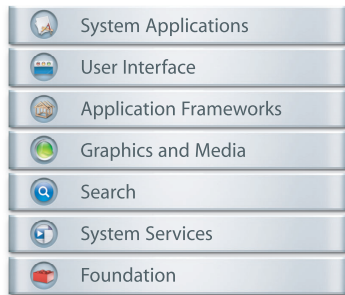 System Applications
User Interface
Application Frameworks
Graphics and Media
Search
System Services
Foundation